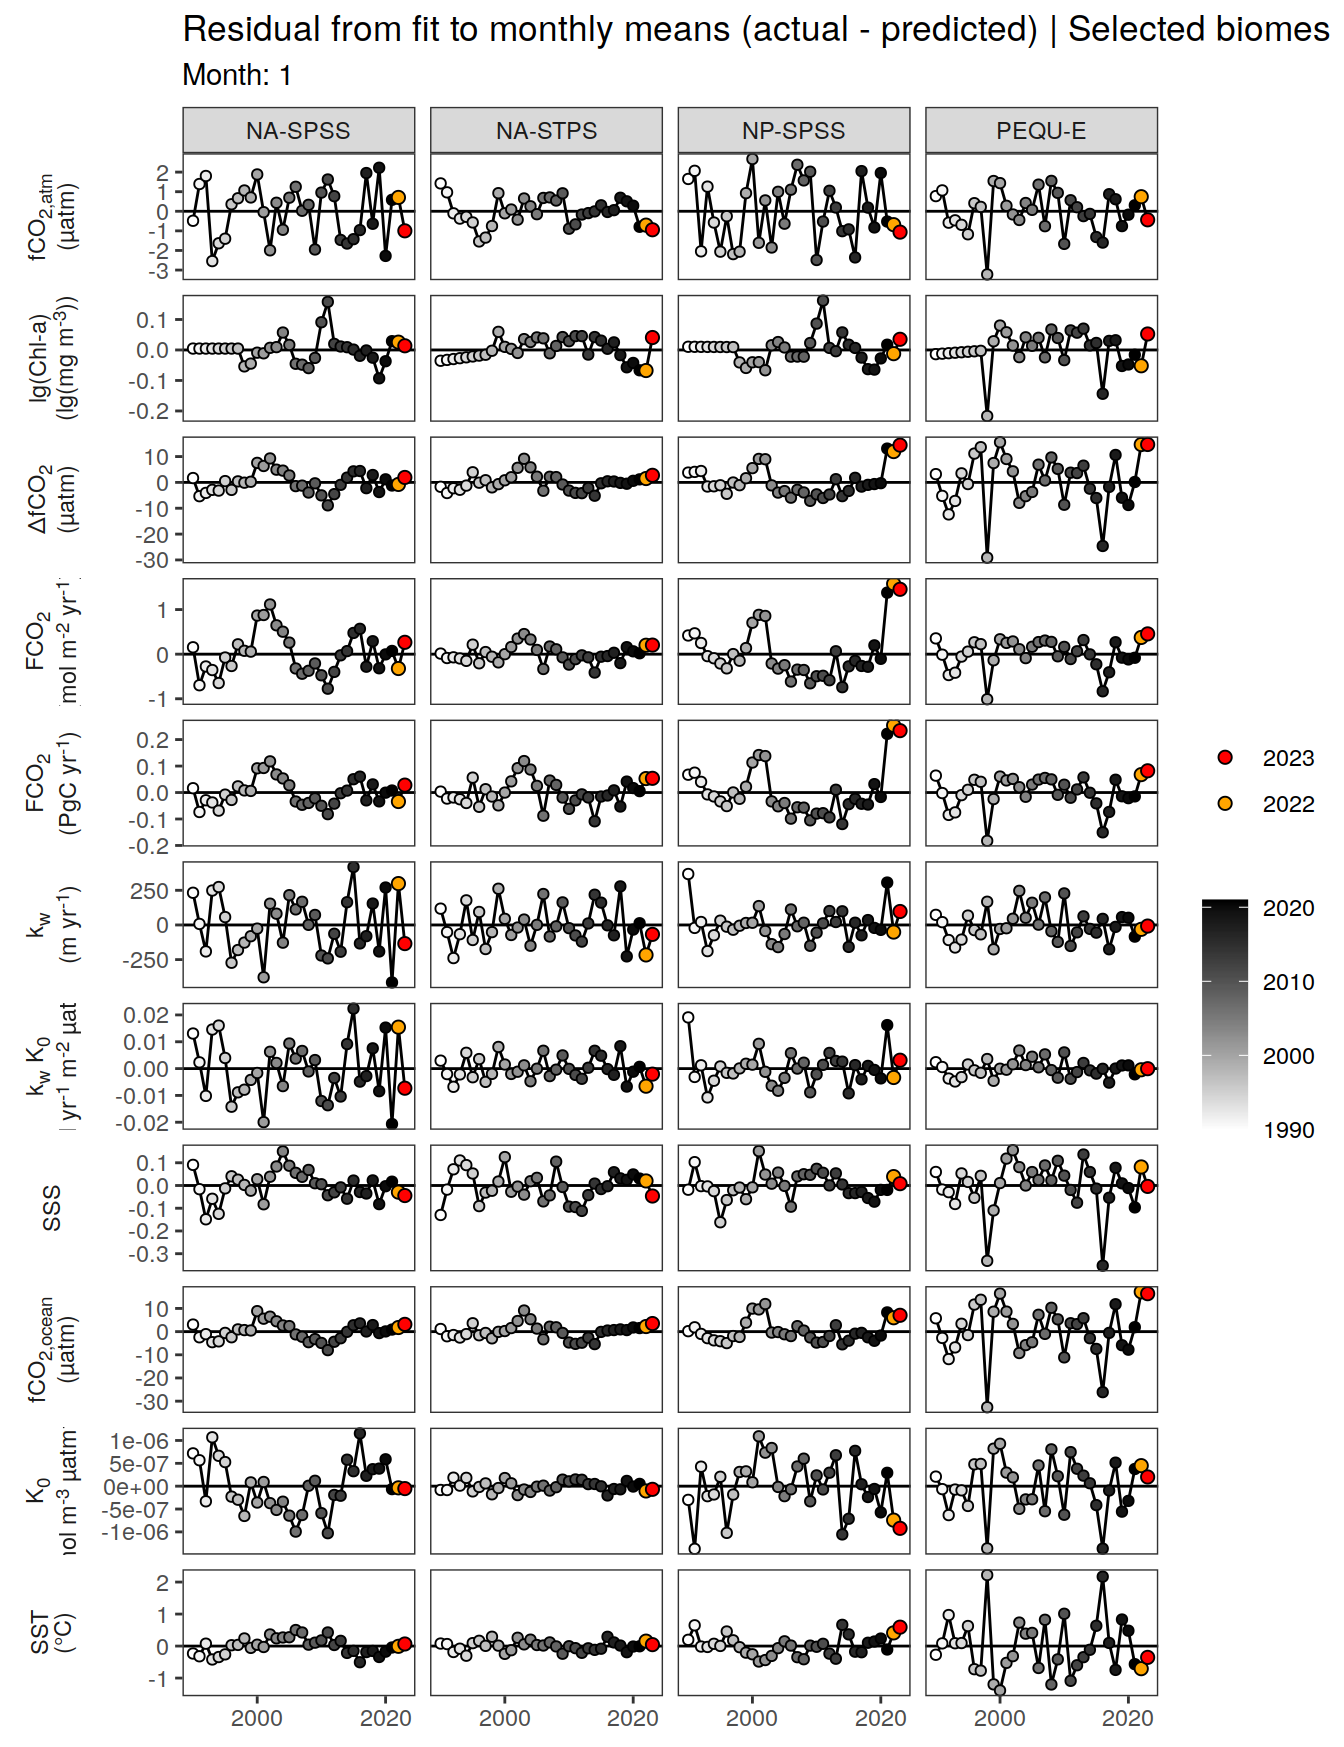 Residual from fit to monthly means (actual - predicted) | Selected biomes
Month: 1
NA-SPSS NA-STPS NP-SPSS PEQU-E
fCO2,atm
(µatm)
2
1
0
-1
-2
-3
lg(Chl-a)
(lg(mg m-3))
0.1
0.0
-0.1
-0.2
ΔfCO2
(µatm)
10
0
-10
-20
-30
FCO2
mol m-2 yr-1
1
0
-1
FCO2
(PgC yr-1)
0.2
0.1
0.0
-0.1
-0.2
kw
(m yr-1)
250
0
-250
kw K0
yr-1 m-2 µat
0.02
0.01
0.00
-0.01
-0.02
SSS
0.1
0.0
-0.1
-0.2
-0.3
fCO2,ocean
(µatm)
10
0
-10
-20
-30
K0
ol m-3 µatm
1e-06
5e-07
0e+00
-5e-07
-1e-06
SST
(°C)
2
1
0
-1
2000 2020 2000 2020 2000 2020 2000 2020
2023
2022
2020
2010
2000
1990